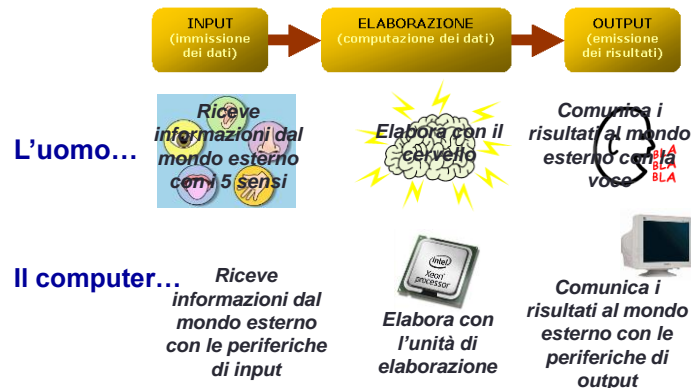 INPUT
(immissione
dei dati)
ELABORAZIONE
(computazione dei dati)
OUTPUT
(emissione
dei risultati)
L'uomo…
Riceve
informazioni dal
mondo esterno
con i 5 sensi
Elabora con il
cervello
Comunica i
risultati al mondo
esterno con la
voce
BLA
BLA
BLA
Il computer…
Riceve
informazioni dal
mondo esterno
con le periferiche
di input
intel
Xeon
processor
Elabora con
l'unità di
elaborazione
Comunica i
risultati al mondo
esterno con le
periferiche di
output